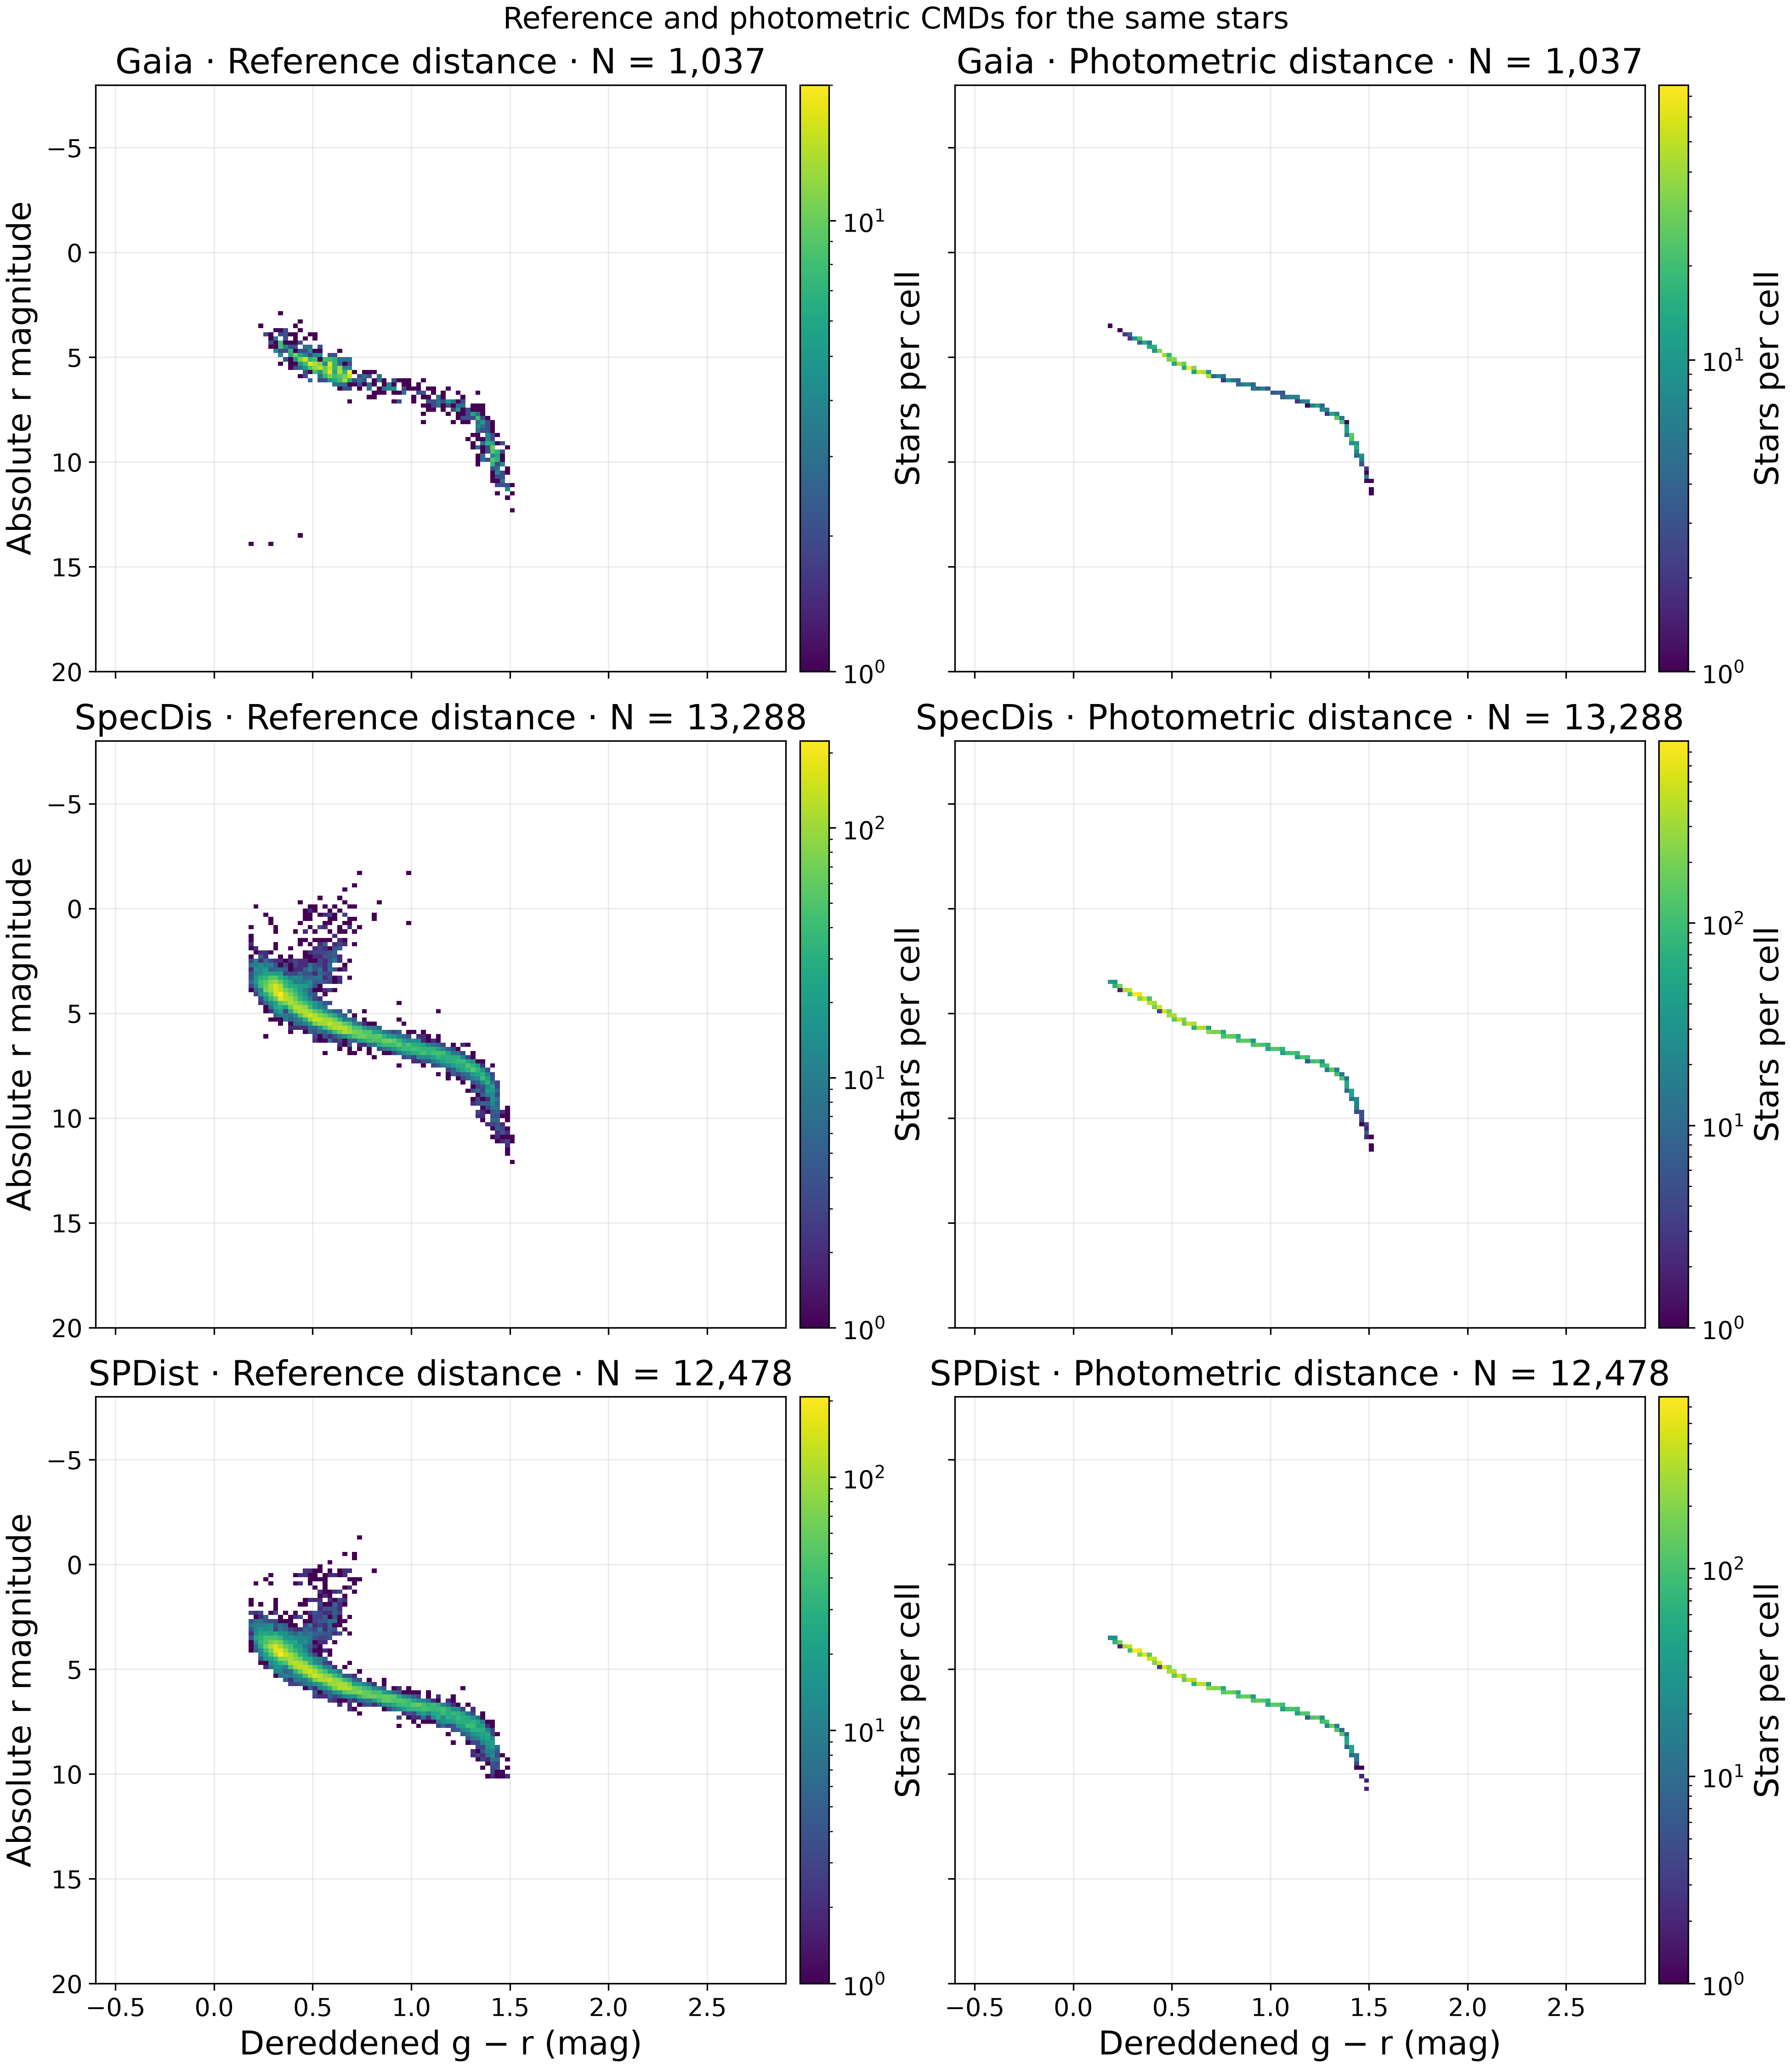 Reference and photometric CMDs for the same stars
Gaia · Reference distance · N = 1,037
Gaia · Photometric distance · N = 1,037
Absolute r magnitude
−5
0
5
10
15
20
10¹
10⁰
Stars per cell
10¹
10⁰
Stars per cell
SpecDis · Reference distance · N = 13,288
SpecDis · Photometric distance · N = 13,288
Absolute r magnitude
−5
0
5
10
15
20
10²
10¹
10⁰
Stars per cell
10²
10¹
10⁰
Stars per cell
SPDist · Reference distance · N = 12,478
SPDist · Photometric distance · N = 12,478
Absolute r magnitude
−5
0
5
10
15
20
10²
10¹
10⁰
Stars per cell
10²
10¹
10⁰
Stars per cell
−0.5 0.0 0.5 1.0 1.5 2.0 2.5
−0.5 0.0 0.5 1.0 1.5 2.0 2.5
Dereddened g − r (mag)
Dereddened g − r (mag)